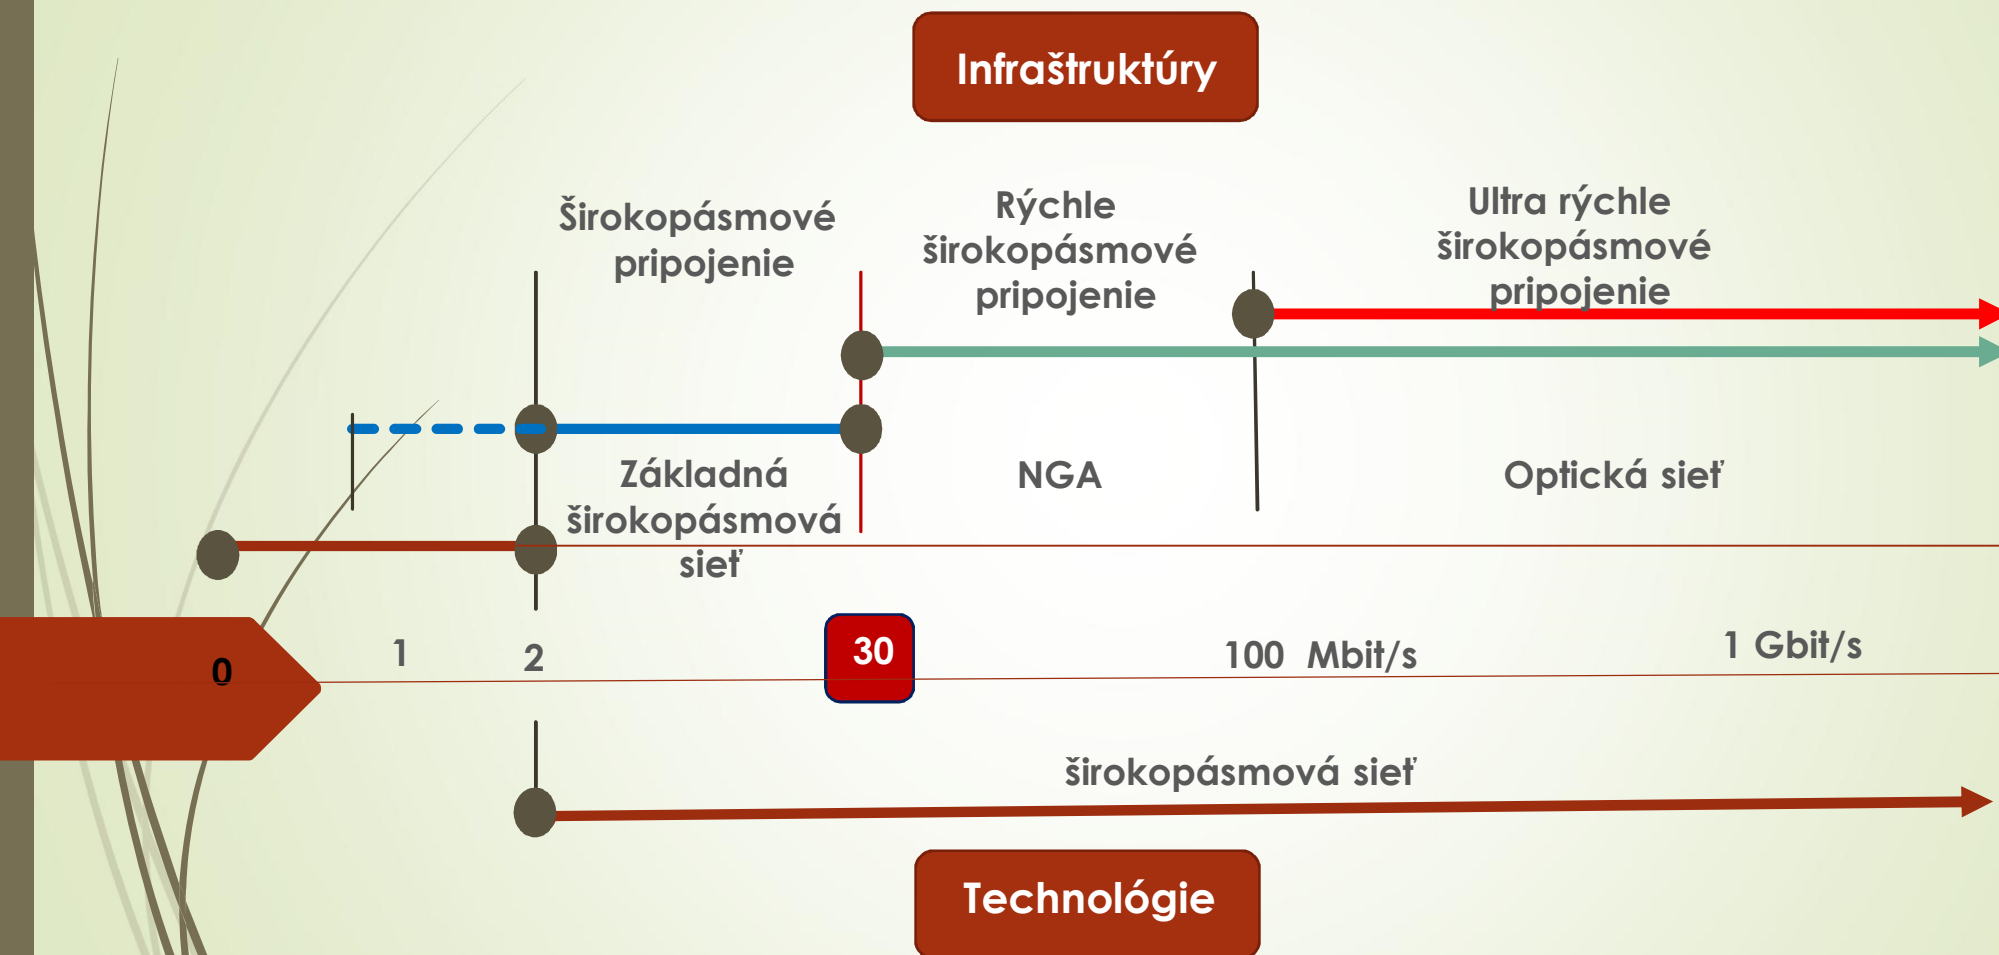 Infraštruktúry
Širokopásmové
pripojenie
Rýchle
širokopásmové
pripojenie
Ultra rýchle
širokopásmové
pripojenie
Základná
širokopásmová
sieť
NGA
Optická sieť
0
1
2
30
100 Mbit/s
1 Gbit/s
širokopásmová sieť
Technológie